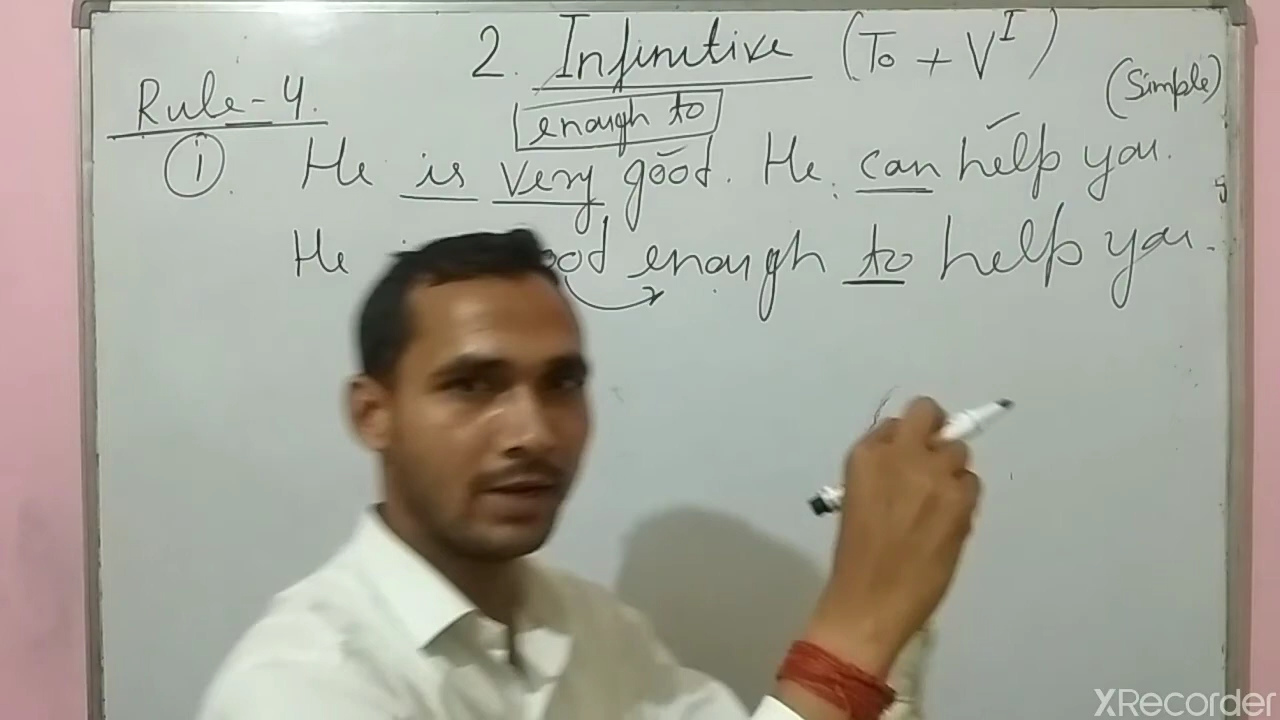 2. Infinitive (To + V^I)
(Simple)
Rule-4.
enough to
① He is very good. He can help you.
He good enough to help you.
XRecorder